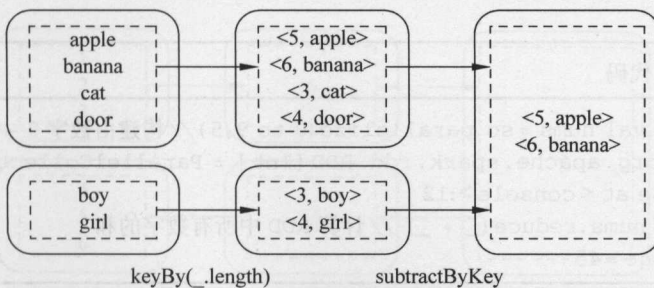 apple
banana
cat
door
<5, apple>
<6, banana>
<3, cat>
<4, door>
<5, apple>
<6, banana>
boy
girl
<3, boy>
<4, girl>
keyBy(_.length)
subtractByKey